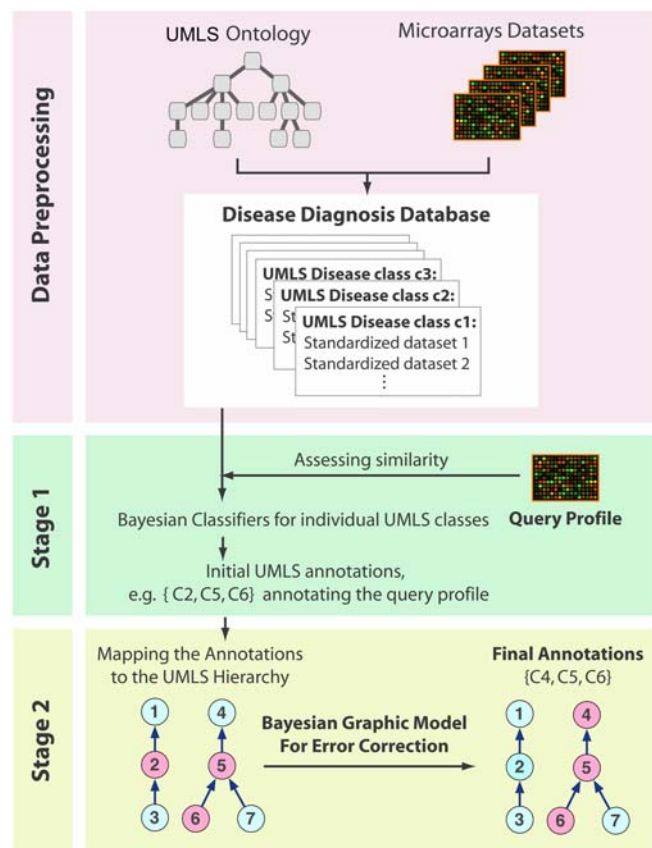 UMLS Ontology
Microarrays Datasets
Data Preprocessing
Disease Diagnosis Database
UMLS Disease class c3:
S
S
UMLS Disease class c2:
St
St
UMLS Disease class c1:
Standardized dataset 1
Standardized dataset 2
⋮
Stage 1
Assessing similarity
Bayesian Classifiers for individual UMLS classes
Query Profile
Initial UMLS annotations,
e.g. { C2, C5, C6} annotating the query profile
Stage 2
Mapping the Annotations
to the UMLS Hierarchy
Final Annotations
{C4, C5, C6}
Bayesian Graphic Model
For Error Correction
1 4
2 5
3 6 7
1 4
2 5
3 6 7